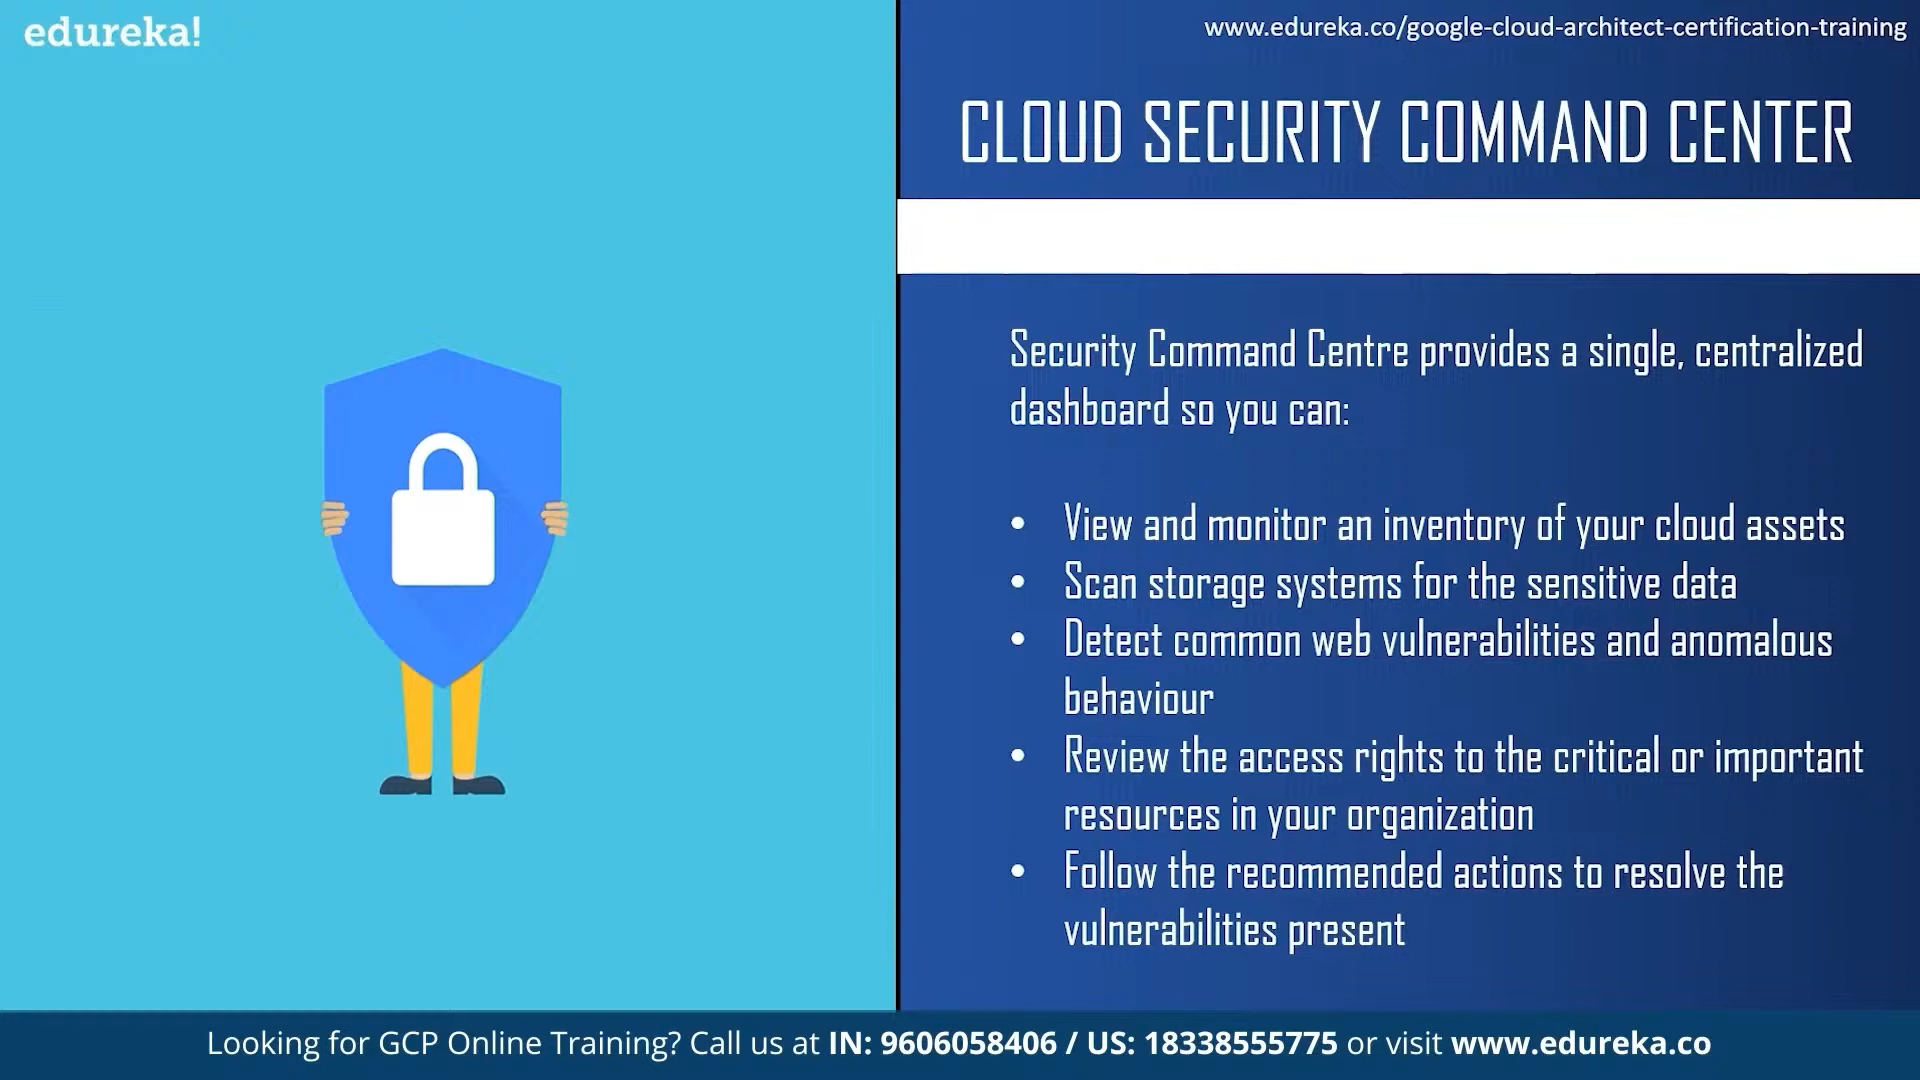 edureka!
www.edureka.co/google-cloud-architect-certification-training
CLOUD SECURITY COMMAND CENTER
Security Command Centre provides a single, centralized
dashboard so you can:
• View and monitor an inventory of your cloud assets
• Scan storage systems for the sensitive data
• Detect common web vulnerabilities and anomalous
behaviour
• Review the access rights to the critical or important
resources in your organization
• Follow the recommended actions to resolve the
vulnerabilities present
Looking for GCP Online Training? Call us at IN: 9606058406 / US: 18338555775 or visit www.edureka.co